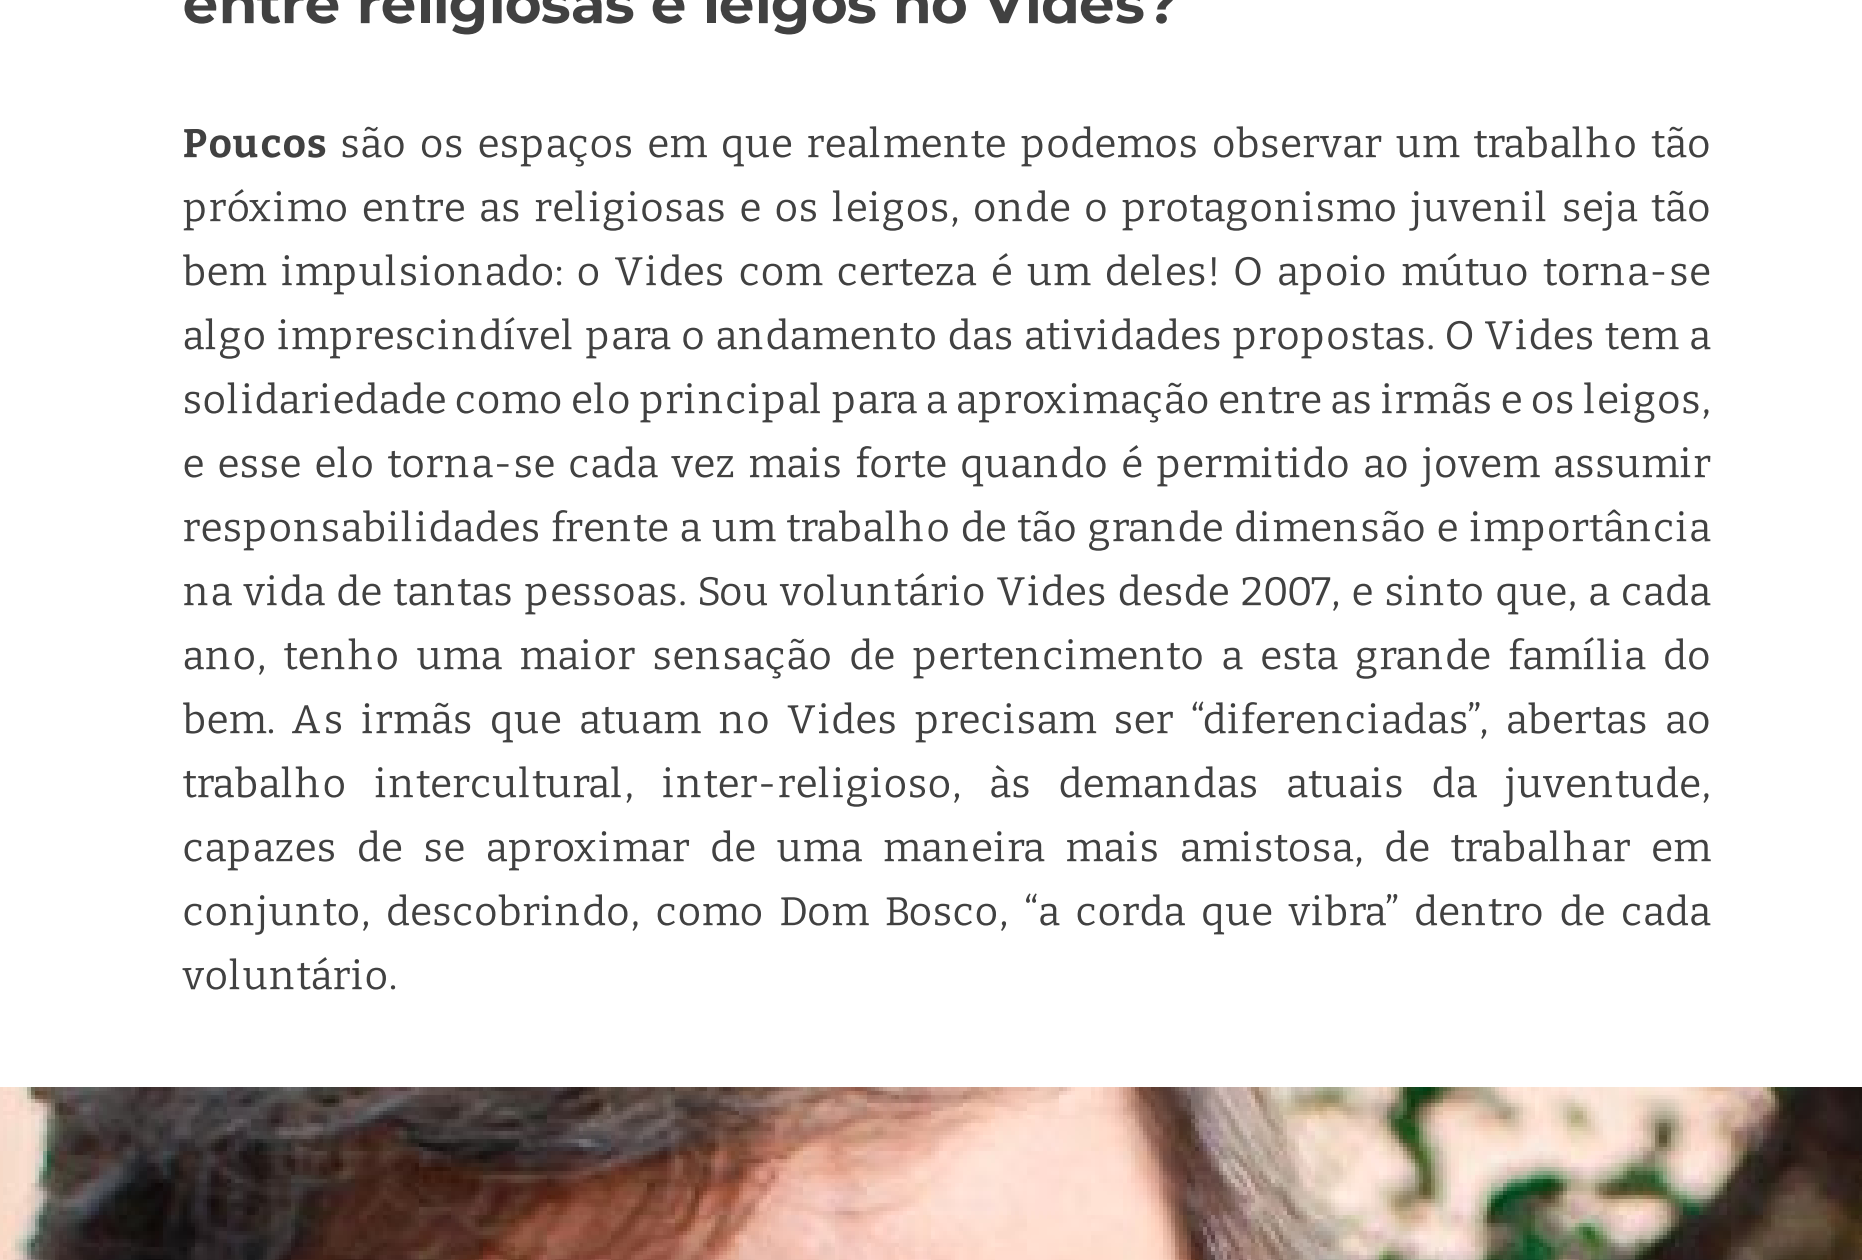 entre religiosas e leigos no Vides?
Poucos são os espaços em que realmente podemos observar um trabalho tão
próximo entre as religiosas e os leigos, onde o protagonismo juvenil seja tão
bem impulsionado: o Vides com certeza é um deles! O apoio mútuo torna-se
algo imprescindível para o andamento das atividades propostas. O Vides tem a
solidariedade como elo principal para a aproximação entre as irmãs e os leigos,
e esse elo torna-se cada vez mais forte quando é permitido ao jovem assumir
responsabilidades frente a um trabalho de tão grande dimensão e importância
na vida de tantas pessoas. Sou voluntário Vides desde 2007, e sinto que, a cada
ano, tenho uma maior sensação de pertencimento a esta grande família do
bem. As irmãs que atuam no Vides precisam ser “diferenciadas”, abertas ao
trabalho intercultural, inter-religioso, às demandas atuais da juventude,
capazes de se aproximar de uma maneira mais amistosa, de trabalhar em
conjunto, descobrindo, como Dom Bosco, “a corda que vibra” dentro de cada
voluntário.